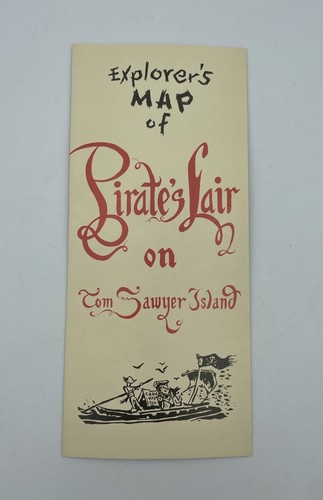 Explorer's
MAP
of
Pirate's Lair
on
Tom Sawyer Island